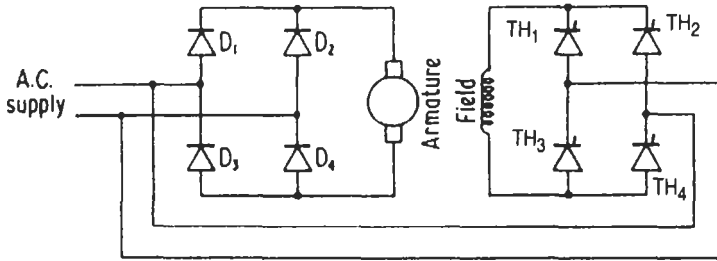 A.C.
supply
D₁
D₂
D₃
D₄
Armature
Field
TH₁
TH₂
TH₃
TH₄